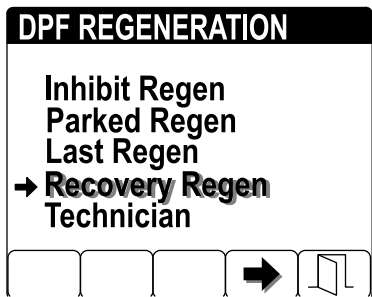 DPF REGENERATION
Inhibit Regen
Parked Regen
Last Regen
Recovery Regen
Technician